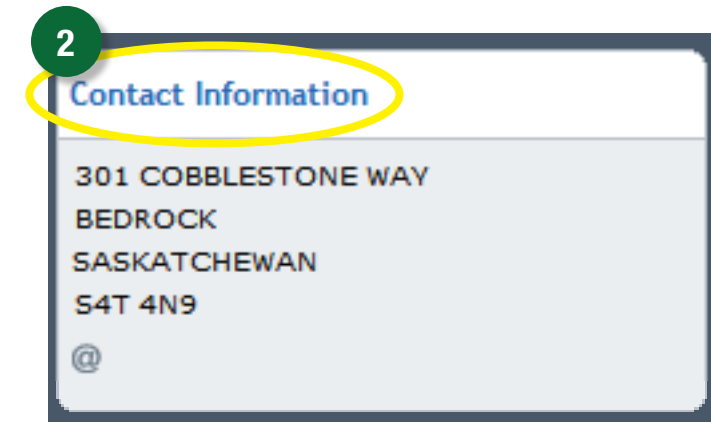 2
Contact Information
301 COBBLESTONE WAY
BEDROCK
SASKATCHEWAN
S4T 4N9
@